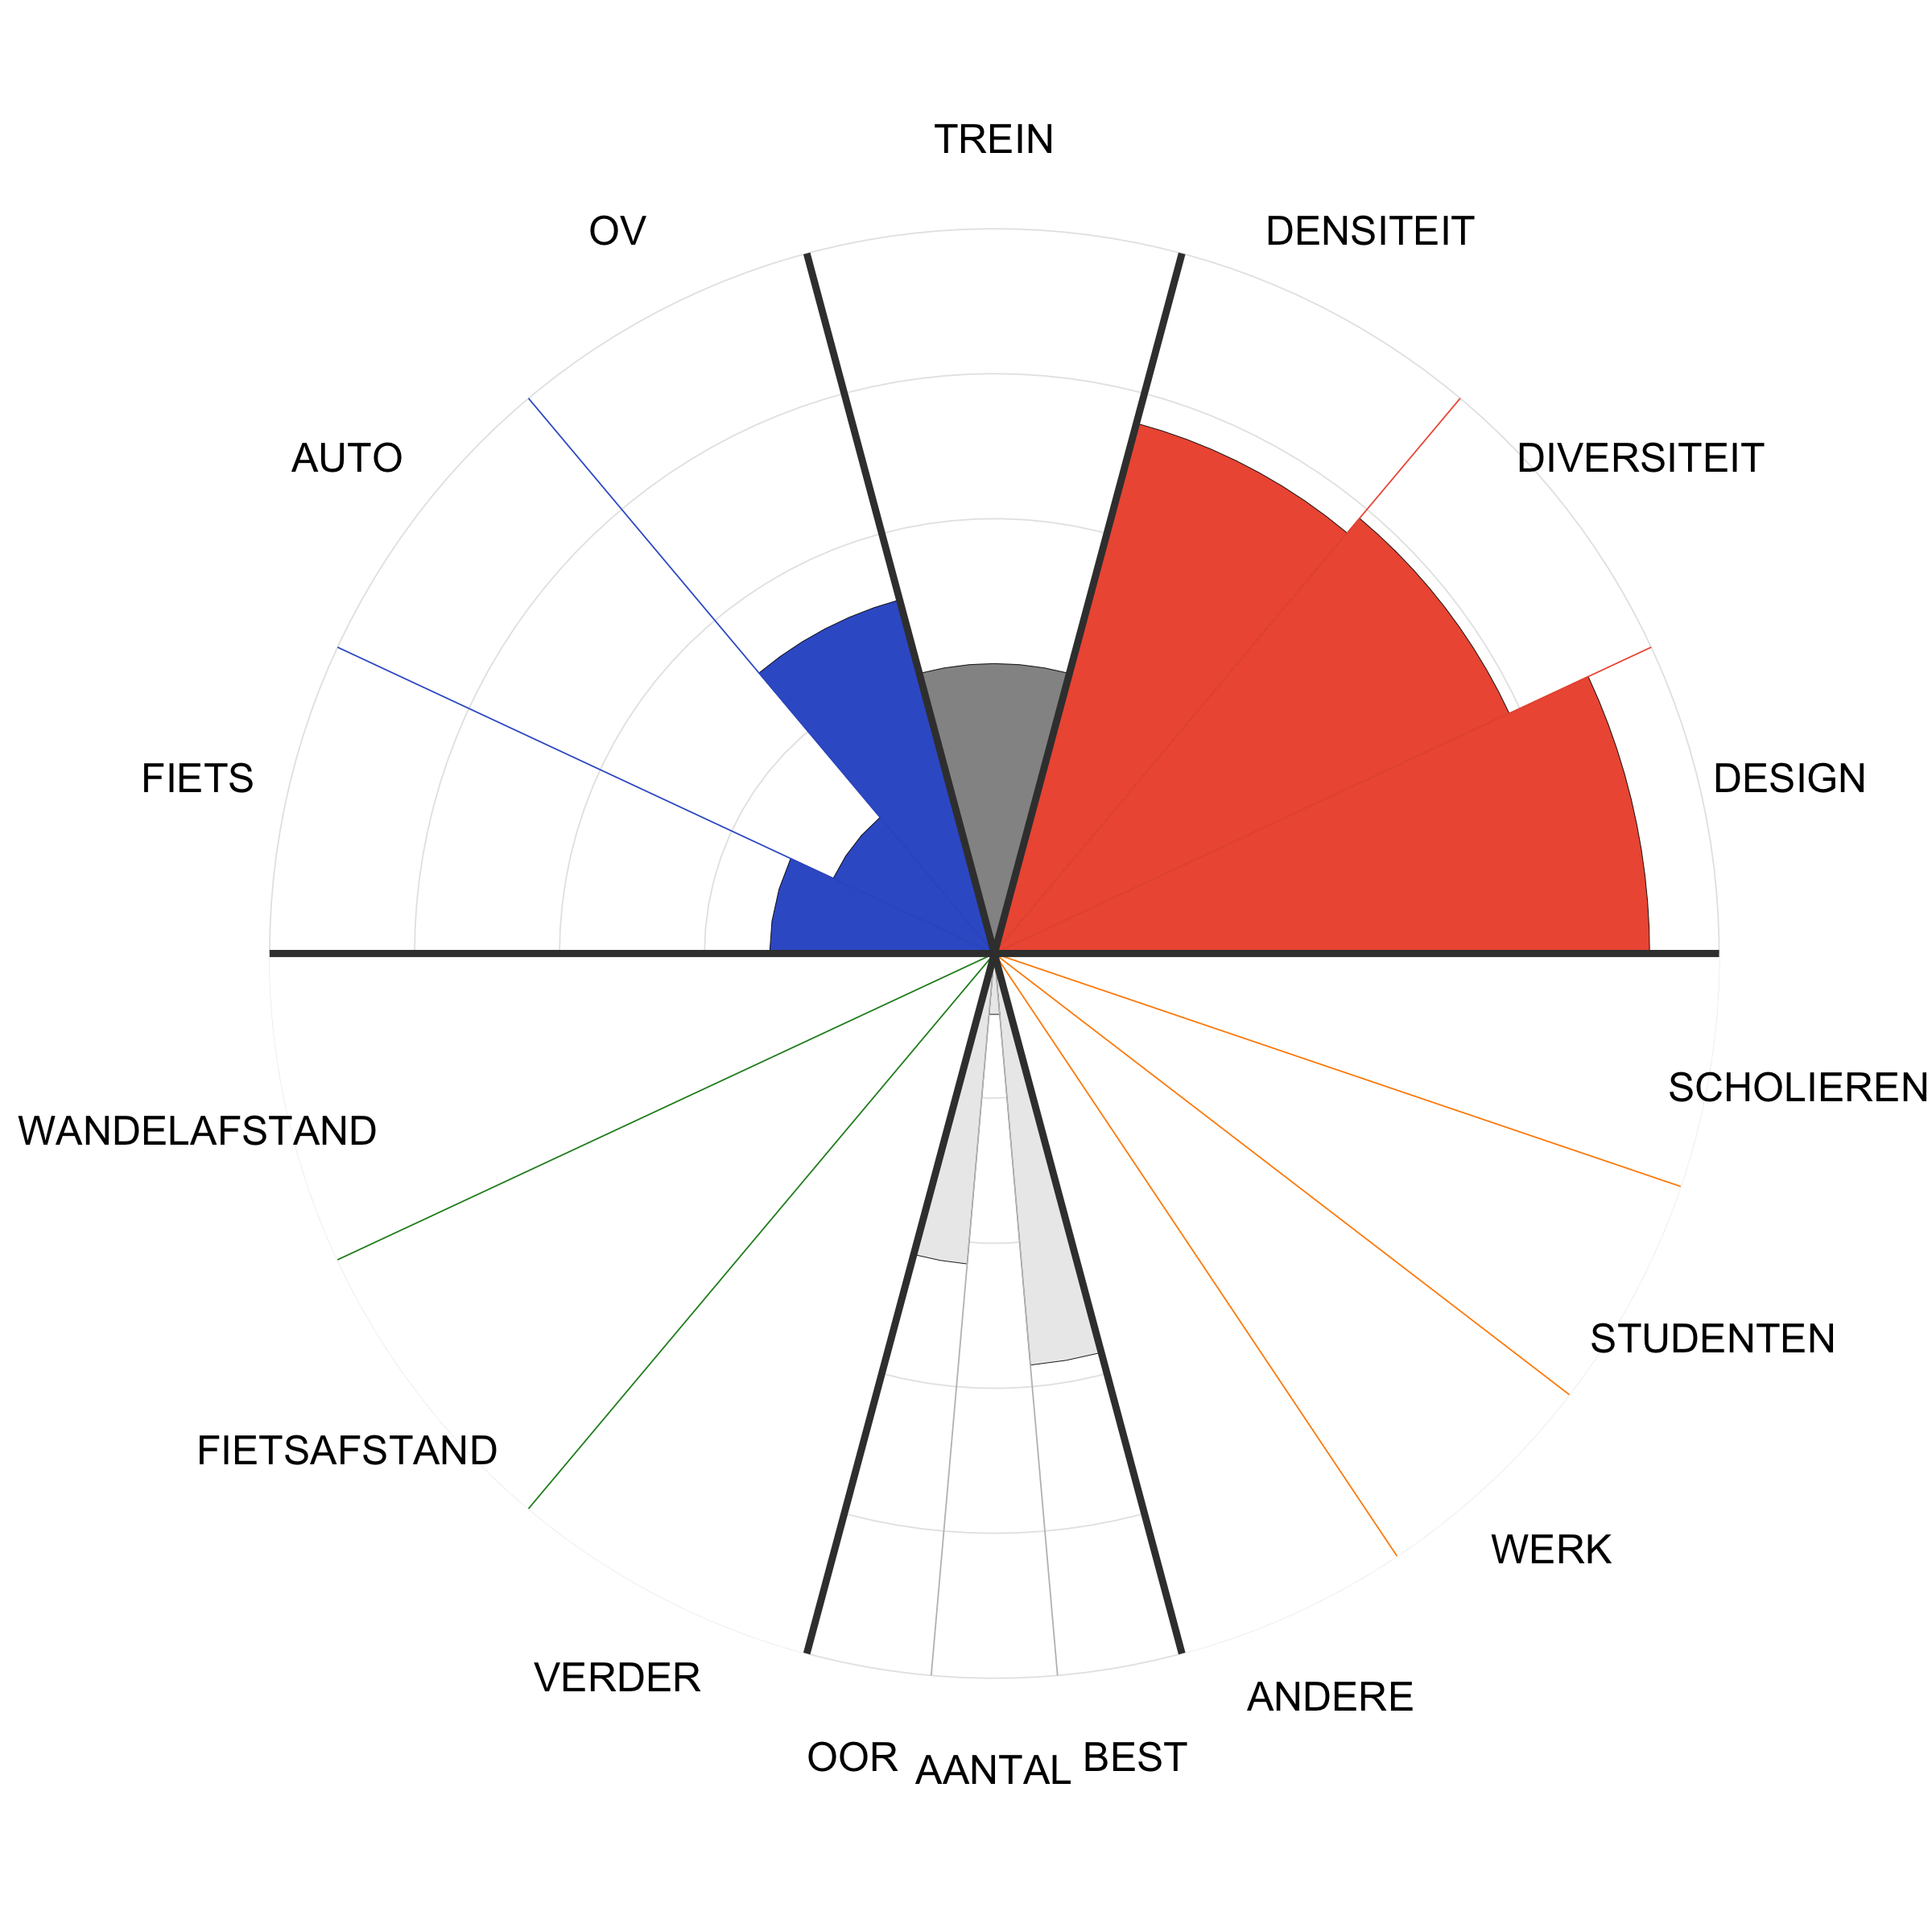 TREIN
OV
DENSITEIT
AUTO
DIVERSITEIT
FIETS
DESIGN
SCHOLIEREN
WANDELAFSTAND
STUDENTEN
FIETSAFSTAND
WERK
VERDER
ANDERE
OOR
AANTAL
BEST